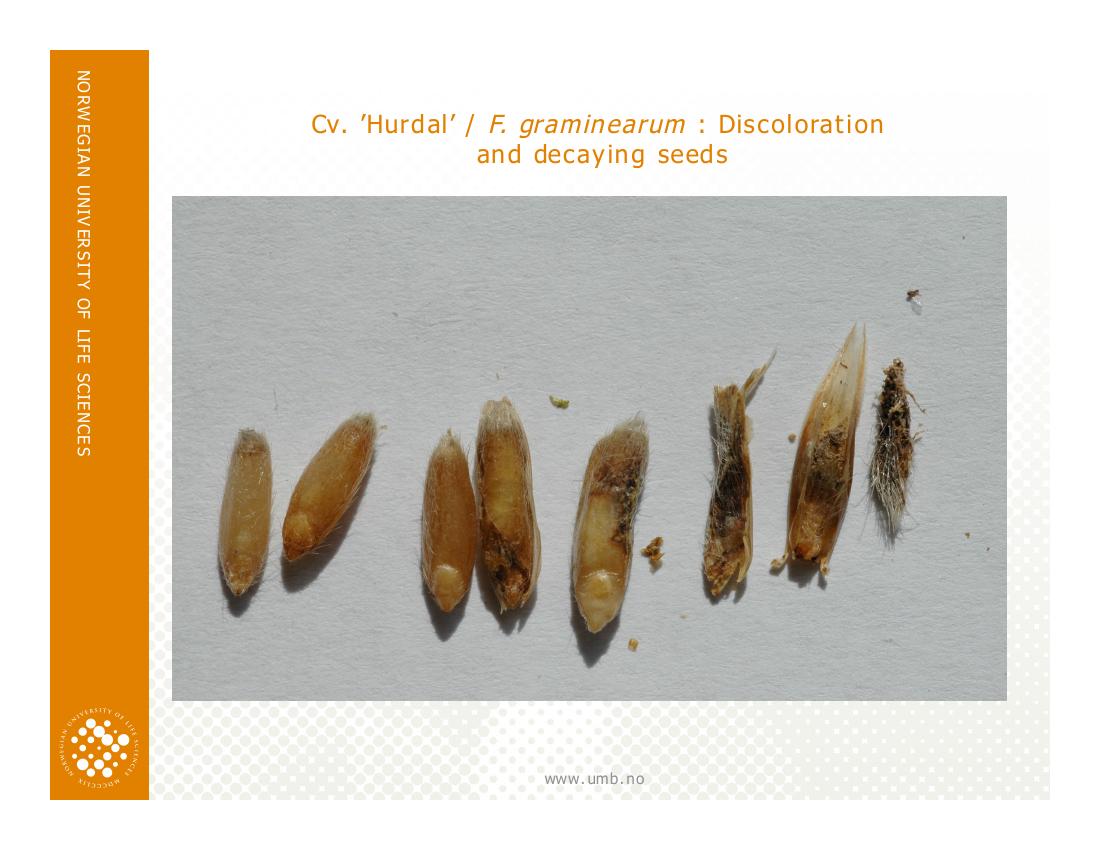 NORWEGIAN UNIVERSITY OF LIFE SCIENCES
Cv. ’Hurdal’ / F. graminearum : Discoloration
and decaying seeds
NORWEGIAN UNIVERSITY OF LIFE SCIENCES MDCCCLIX
www.umb.no